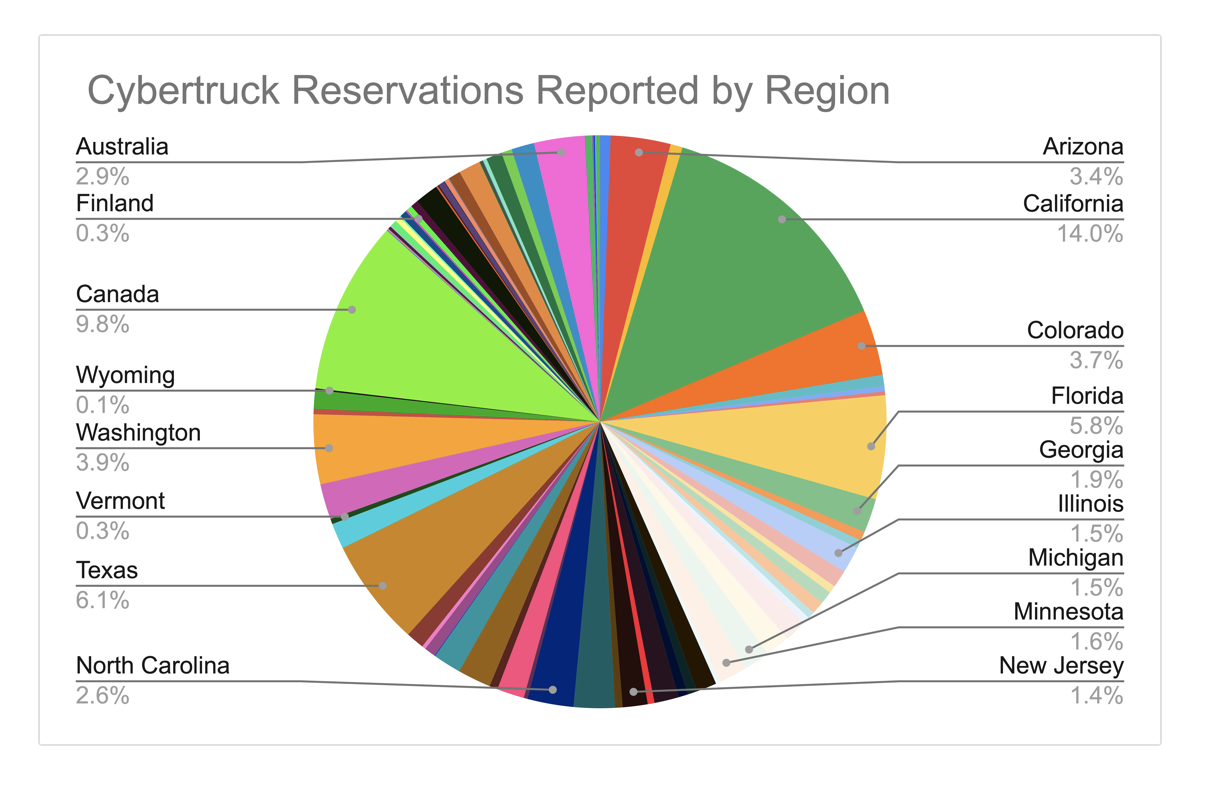 Cybertruck Reservations Reported by Region
Australia
2.9%
Finland
0.3%
Canada
9.8%
Wyoming
0.1%
Washington
3.9%
Vermont
0.3%
Texas
6.1%
North Carolina
2.6%
Arizona
3.4%
California
14.0%
Colorado
3.7%
Florida
5.8%
Georgia
1.9%
Illinois
1.5%
Michigan
1.5%
Minnesota
1.6%
New Jersey
1.4%